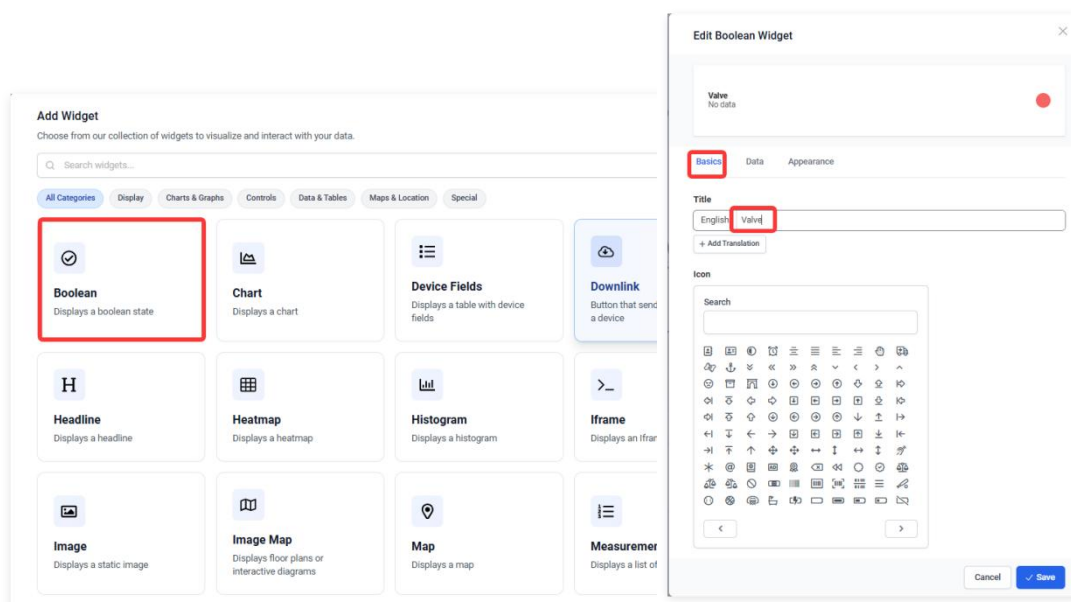 Add Widget
Choose from our collection of widgets to visualize and interact with your data.
Search widgets...
All Categories
Display
Charts & Graphs
Controls
Data & Tables
Maps & Location
Special
Boolean
Displays a boolean state
Chart
Displays a chart
Device Fields
Displays a table with device
fields
Downlink
Button that send
a device
Headline
Displays a headline
Heatmap
Displays a heatmap
Histogram
Displays a histogram
Iframe
Displays an Ifra
Image
Displays a static image
Image Map
Displays floor plans or
interactive diagrams
Map
Displays a map
Measuremen
Displays a list of
Edit Boolean Widget
Valve
No data
Basics
Data
Appearance
Title
English
Valve
+ Add Translation
Icon
Search
Cancel
Save